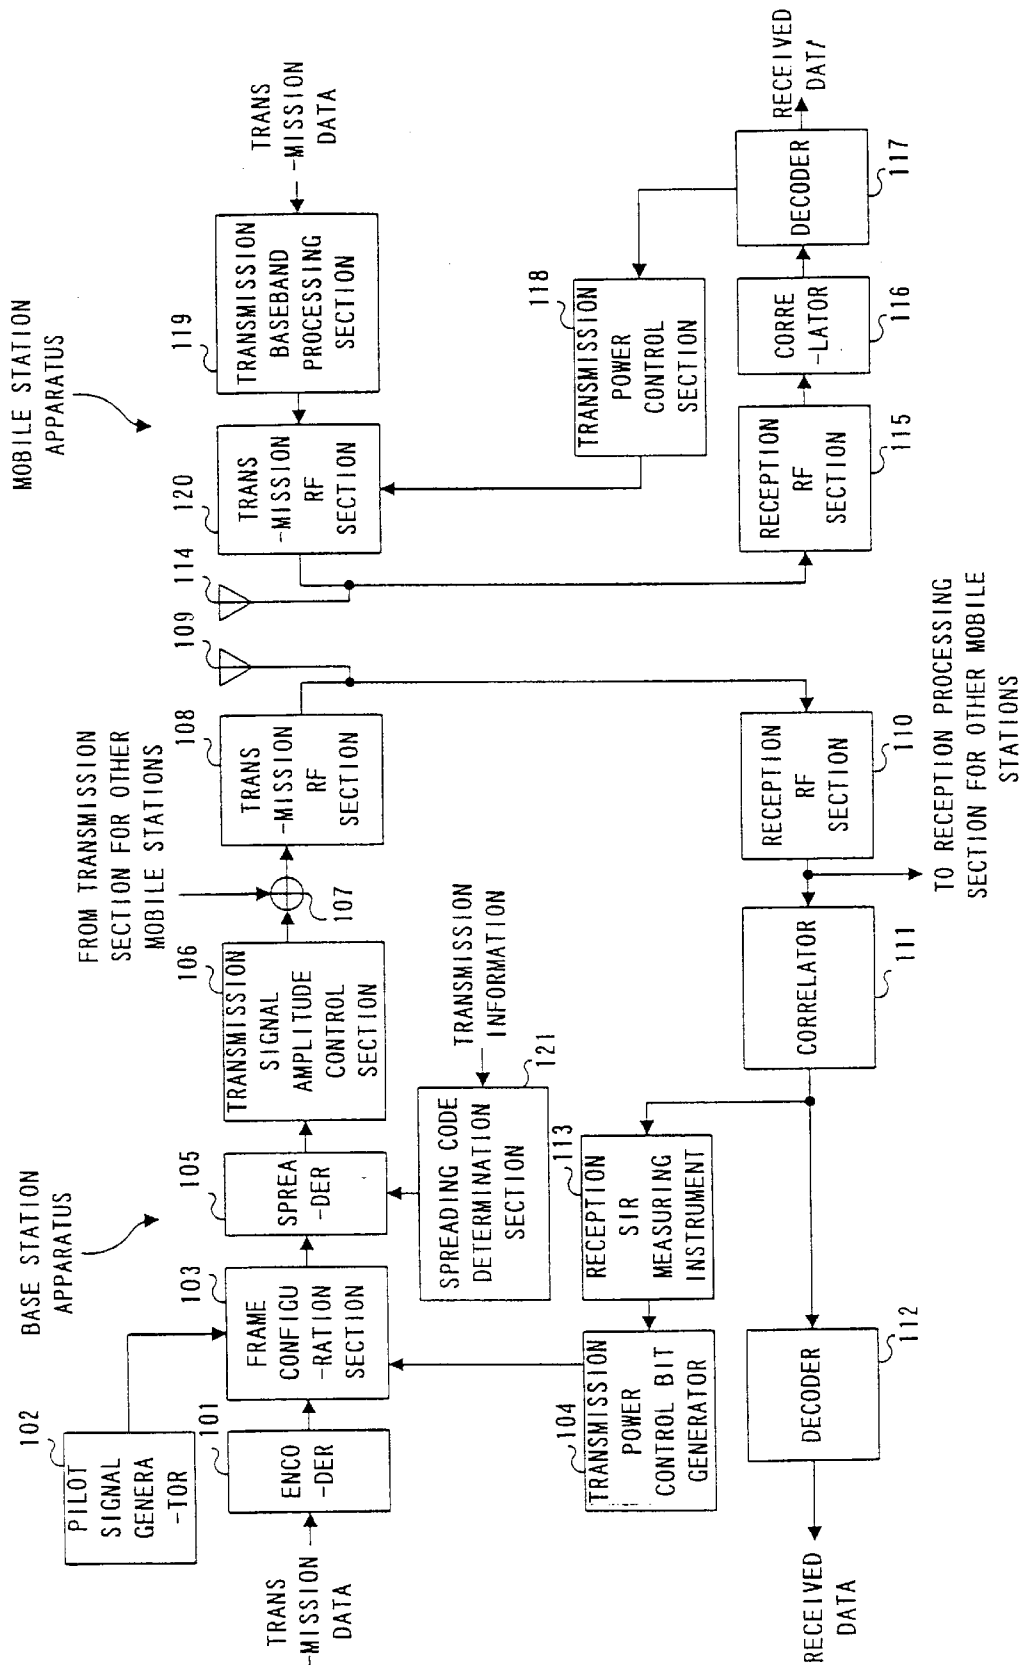 BASE STATION
APPARATUS
MOBILE STATION
APPARATUS
102
PILOT
SIGNAL
GENERA
-TOR
TRANS
-MISSION
DATA
101
ENCO
-DER
103
FRAME
CONFIGU
-RATION
SECTION
105
SPREA
-DER
106
TRANSMISSION
SIGNAL
AMPLITUDE
CONTROL
SECTION
FROM TRANSMISSION
SECTION FOR OTHER
MOBILE STATIONS
107
108
TRANS
-MISSION
RF
SECTION
109
114
120
TRANS
-MISSION
RF
SECTION
119
TRANSMISSION
BASEBAND
PROCESSING
SECTION
TRANS
-MISSION
DATA
SPREADING CODE
DETERMINATION
SECTION
121
TRANSMISSION
INFORMATION
104
TRANSMISSION
POWER
CONTROL BIT
GENERATOR
113
RECEPTION
SIR
MEASURING
INSTRUMENT
118
TRANSMISSION
POWER
CONTROL
SECTION
RECEIVED
DATA
DECODER
112
CORRELATOR
111
RECEPTION
RF
SECTION
110
TO RECEPTION PROCESSING
SECTION FOR OTHER MOBILE
STATIONS
RECEPTION
RF
SECTION
115
CORRE
-LATOR
116
DECODER
117
RECEIVED
DATA